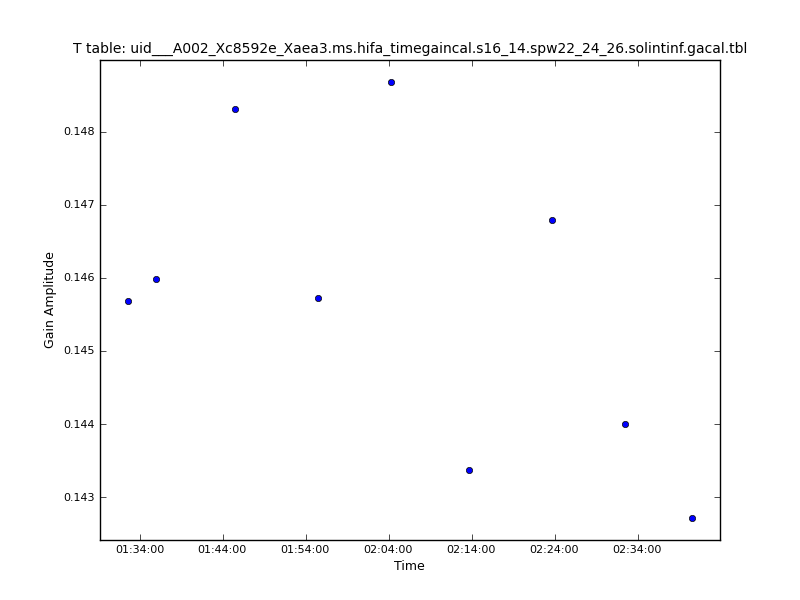 T table: uid___A002_Xc8592e_Xaea3.ms.hifa_timegaincal.s16_14.spw22_24_26.solintinf.gacal.tbl
0.148
0.147
0.146
0.145
0.144
0.143
Gain Amplitude
01:34:00 01:44:00 01:54:00 02:04:00 02:14:00 02:24:00 02:34:00
Time